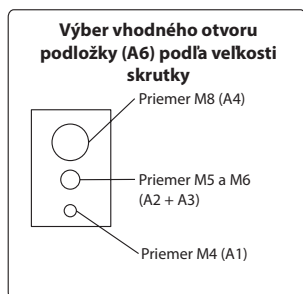 Výber vhodného otvoru
podložky (A6) podľa veľkosti
skrutky
Priemer M8 (A4)
Priemer M5 a M6
(A2 + A3)
Priemer M4 (A1)